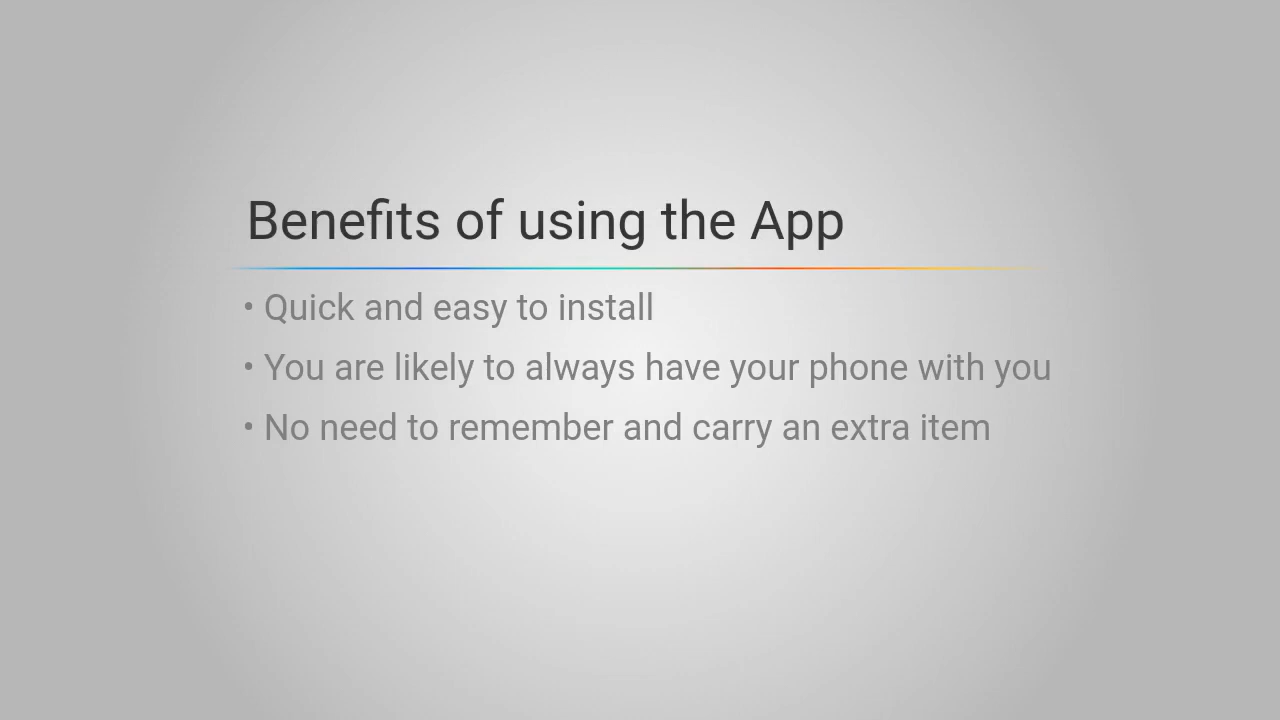 Benefits of using the App
• Quick and easy to install
• You are likely to always have your phone with you
• No need to remember and carry an extra item